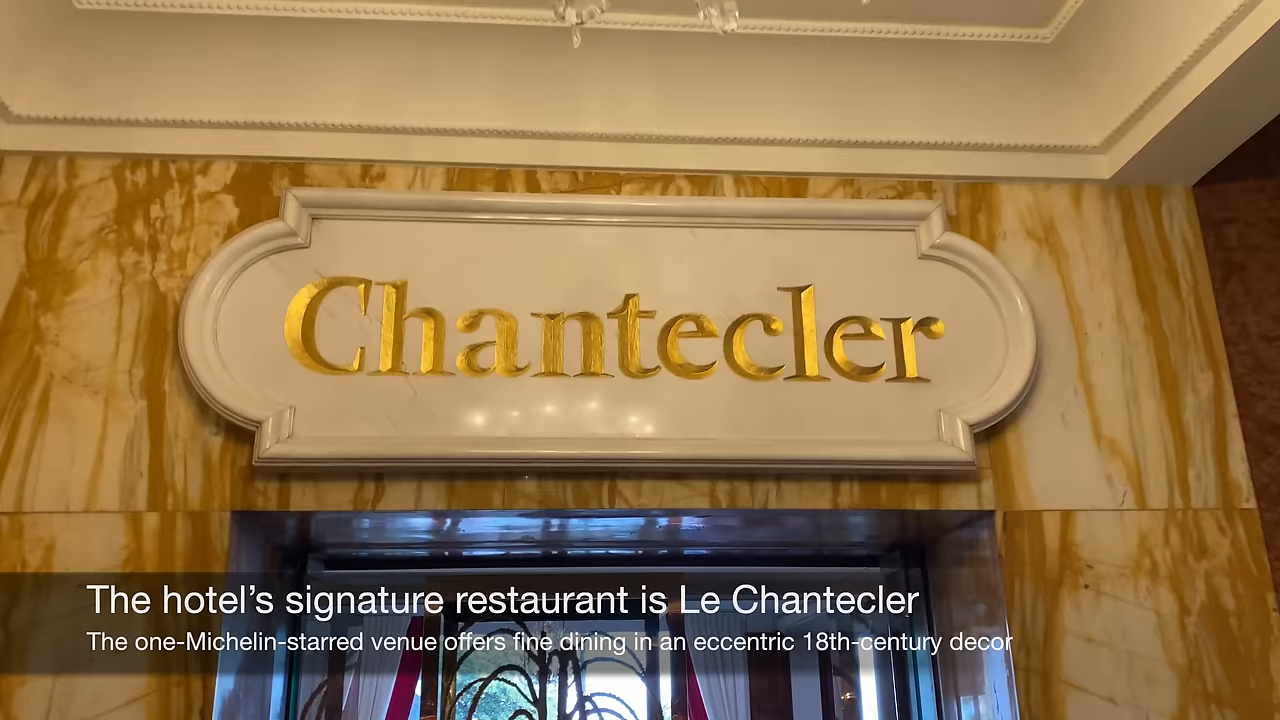 Chantecler
The hotel’s signature restaurant is Le Chantecler
The one-Michelin-starred venue offers fine dining in an eccentric 18th-century decor